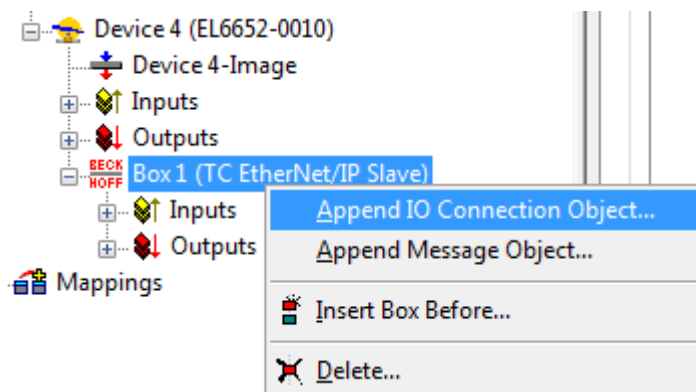 Device 4 (EL6652-0010)
Device 4-Image
Inputs
Outputs
BECK
HOFF
Box 1 (TC EtherNet/IP Slave)
Inputs
Outputs
Mappings
Append IO Connection Object...
Append Message Object...
Insert Box Before...
Delete...